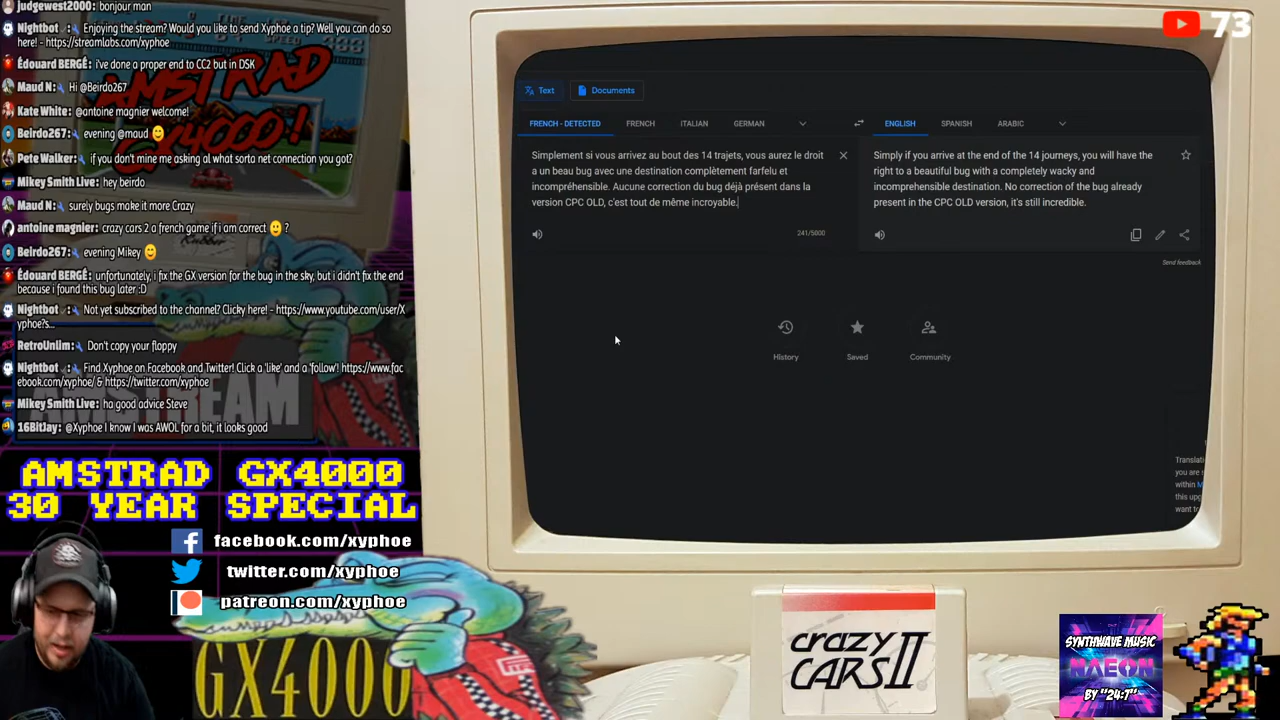 judgewest2000: bonjour man
Nightbot: Enjoying the stream? Would you like to send Xyphoe a tip? Well you can do
so here! - https://streamlabs.com/xyphoe
Édouard BERGÉ: i've done a proper end to CC2 but in DSK
Maud N: Hi @Beirdo267
Kate White: @antoine magnier welcome!
Beirdo267: evening @maud
Pete Walker: if you don't mine me asking al what sorta net connection you got?
Mikey Smith Live: hey beirdo
Maud N: surely bugs make it more Crazy
antoine magnier: crazy cars 2 a french game if i am correct ?
Beirdo267: evening Mikey
Édouard BERGÉ: unfortunately, i fix the GX version for the bug in the sky, but i didn't fix the end
because i found this bug later :D
Nightbot: Not yet subscribed to the channel? Clicky here! - https://www.youtube.com/user/X
yphoe?s...
RetroUnlim: Don't copy your floppy
Nightbot: Find Xyphoe on Facebook and Twitter! Click a 'like' and a 'follow'! https://www.fac
ebook.com/xyphoe/ & https://twitter.com/xyphoe
Mikey Smith Live: ha good advice Steve
16BitJay: @Xyphoe I know I was AWOL for a bit, it looks good
AMSTRAD
GX4000!
AMSTREAM
AMSTRAD GX4000
30 YEAR SPECIAL
facebook.com/xyphoe
twitter.com/xyphoe
patreon.com/xyphoe
GX400
73
Text
Documents
FRENCH - DETECTED FRENCH ITALIAN GERMAN
ENGLISH SPANISH ARABIC
Simplement si vous arrivez au bout des 14 trajets, vous aurez le droit
a un beau bug avec une destination complètement farfelu et
incompréhensible. Aucune correction du bug déjà présent dans la
version CPC OLD, c'est tout de même incroyable.
241/5000
Simply if you arrive at the end of the 14 journeys, you will have the
right to a beautiful bug with a completely wacky and
incomprehensible destination. No correction of the bug already
present in the CPC OLD version, it's still incredible.
Send feedback
History
Saved
Community
Translati
you are
within M
this upg
want to
crazy
CARS II
SYNTHWAVE MUSIC
NAEON
BY "24:7"